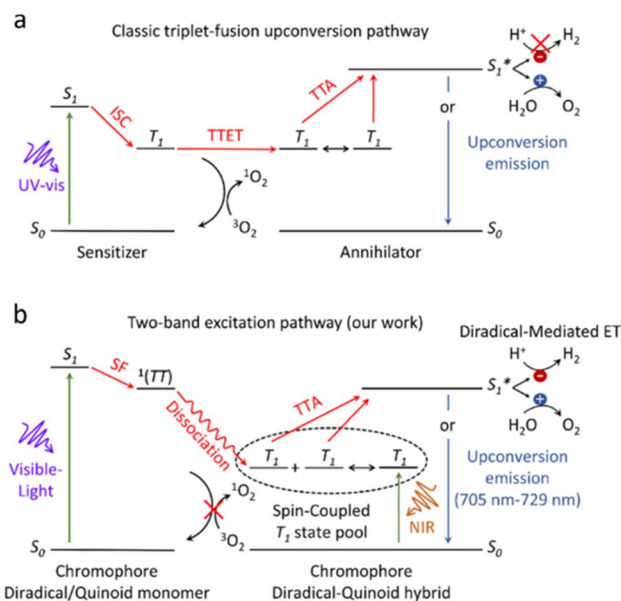 a
Classic triplet-fusion upconversion pathway
H⁺ H₂
S₁*
S₁
ISC
TTA
or
H₂O O₂
T₁
TTET
T₁ T₁
UV-vis
¹O₂
³O₂
Upconversion
emission
S₀
S₀
Sensitizer
Annihilator
b
Two-band excitation pathway (our work)
Diradical-Mediated ET
H⁺ H₂
S₁
SF
¹(TT)
S₁*
TTA
Dissociation
or
H₂O O₂
Visible-
Light
T₁ + T₁ T₁
¹O₂
³O₂
Spin-Coupled
T₁ state pool
NIR
Upconversion
emission
(705 nm-729 nm)
S₀
S₀
Chromophore
Diradical/Quinoid monomer
Chromophore
Diradical-Quinoid hybrid